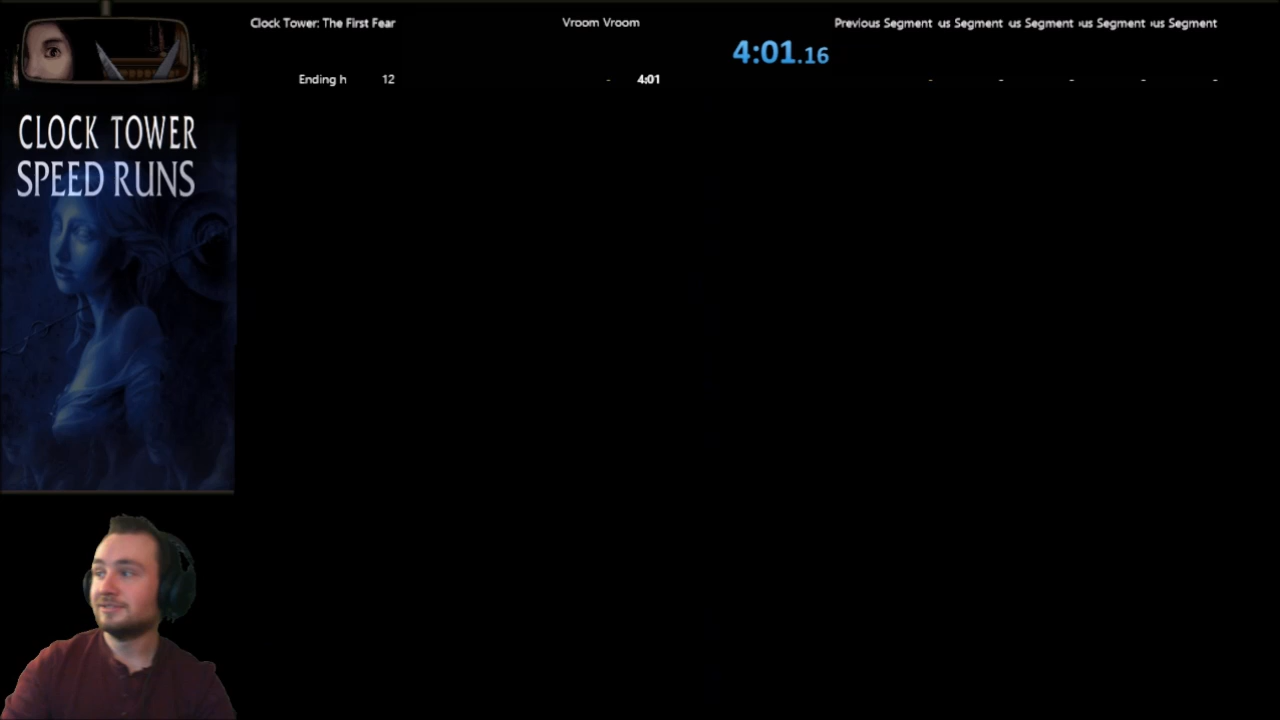 Clock Tower: The First Fear
Vroom Vroom
Previous Segment us Segment us Segment us Segment us Segment
4:01.16
Ending h 12 - 4:01 - - - - -
CLOCK TOWER
SPEED RUNS